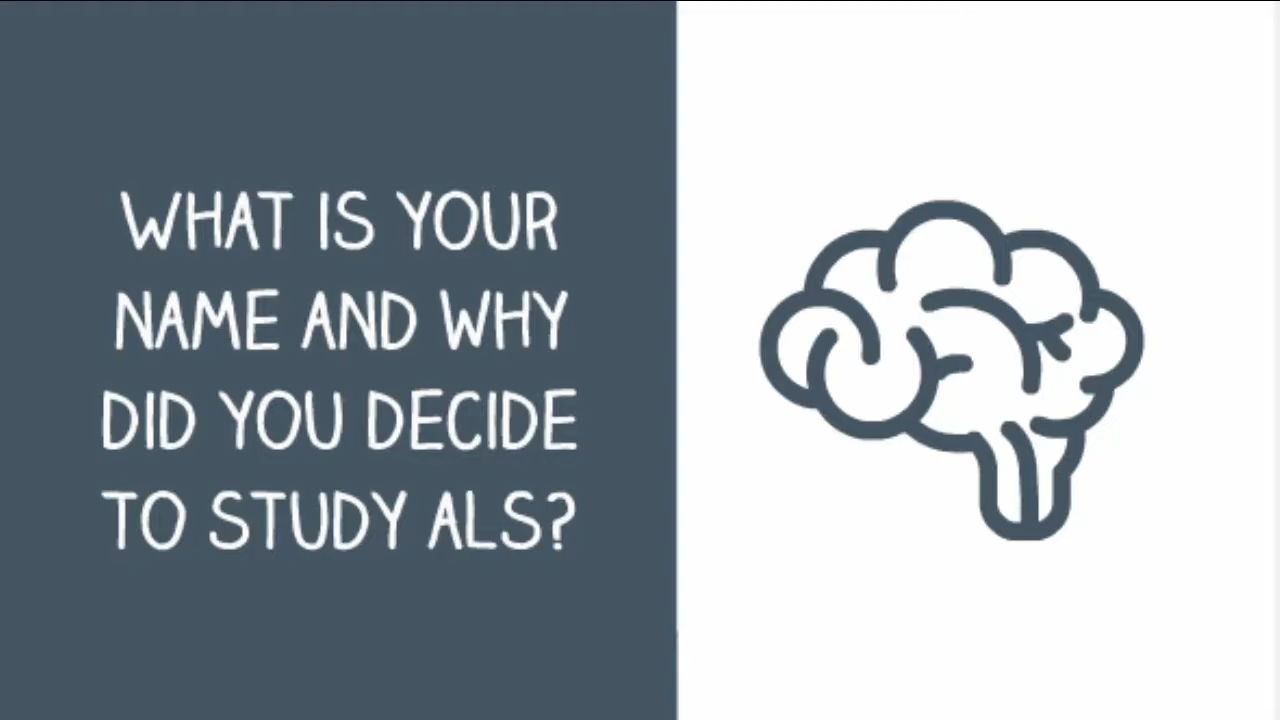 WHAT IS YOUR
NAME AND WHY
DID YOU DECIDE
TO STUDY ALS?